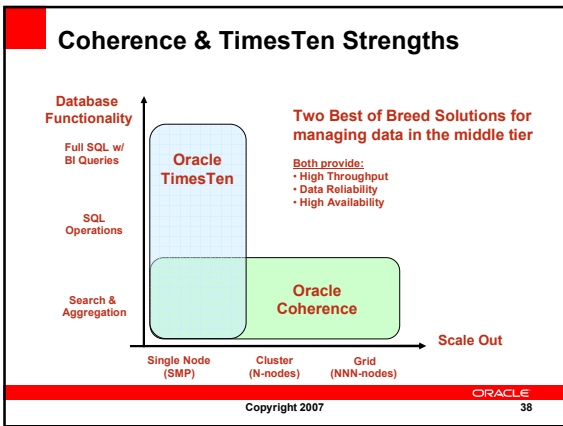 Coherence & TimesTen Strengths
Database
Functionality
Full SQL w/
BI Queries
SQL
Operations
Search &
Aggregation
Oracle
TimesTen
Two Best of Breed Solutions for
managing data in the middle tier
Both provide:
• High Throughput
• Data Reliability
• High Availability
Oracle
Coherence
Scale Out
Single Node
(SMP)
Cluster
(N-nodes)
Grid
(NNN-nodes)
ORACLE
Copyright 2007
38